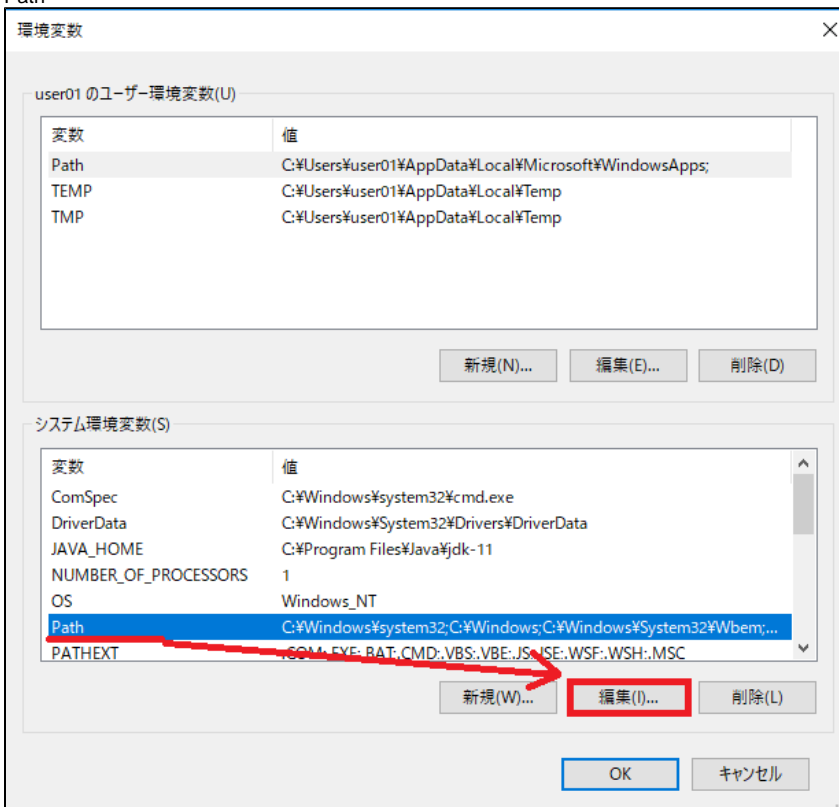 Path
環境変数
user01 のユーザー環境変数(U)
変数 値
Path C:¥Users¥user01¥AppData¥Local¥Microsoft¥WindowsApps;
TEMP C:¥Users¥user01¥AppData¥Local¥Temp
TMP C:¥Users¥user01¥AppData¥Local¥Temp
新規(N)... 編集(E)... 削除(D)
システム環境変数(S)
変数 値
ComSpec C:¥Windows¥system32¥cmd.exe
DriverData C:¥Windows¥System32¥Drivers¥DriverData
JAVA_HOME C:¥Program Files¥Java¥jdk-11
NUMBER_OF_PROCESSORS 1
OS Windows_NT
Path C:¥Windows¥system32;C:¥Windows;C:¥Windows¥System32¥Wbem;...
PATHEXT .COM;.EXE;.BAT;.CMD;.VBS;.VBE;.JS;.JSE;.WSF;.WSH;.MSC
新規(W)... 編集(I)... 削除(L)
OK キャンセル